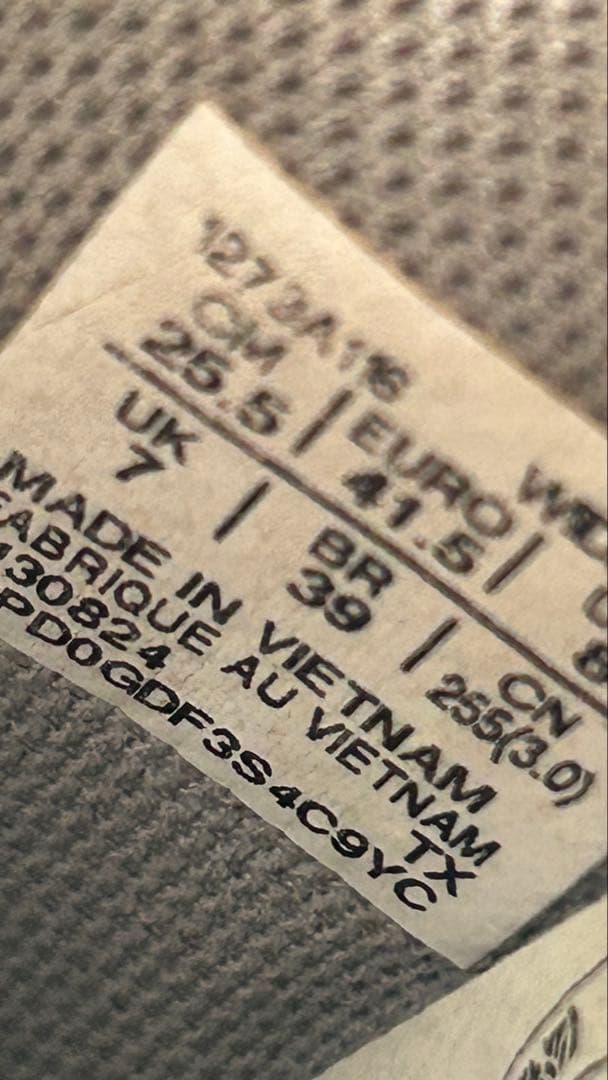 1273A116
CM | EURO |
25.5 | 41.5 |
UK | BR | CN
7 | 39 | 255(3.0)
MADE IN VIETNAM
FABRIQUE AU VIETNAM
130824 TX
PD0GDF3S4C9YC